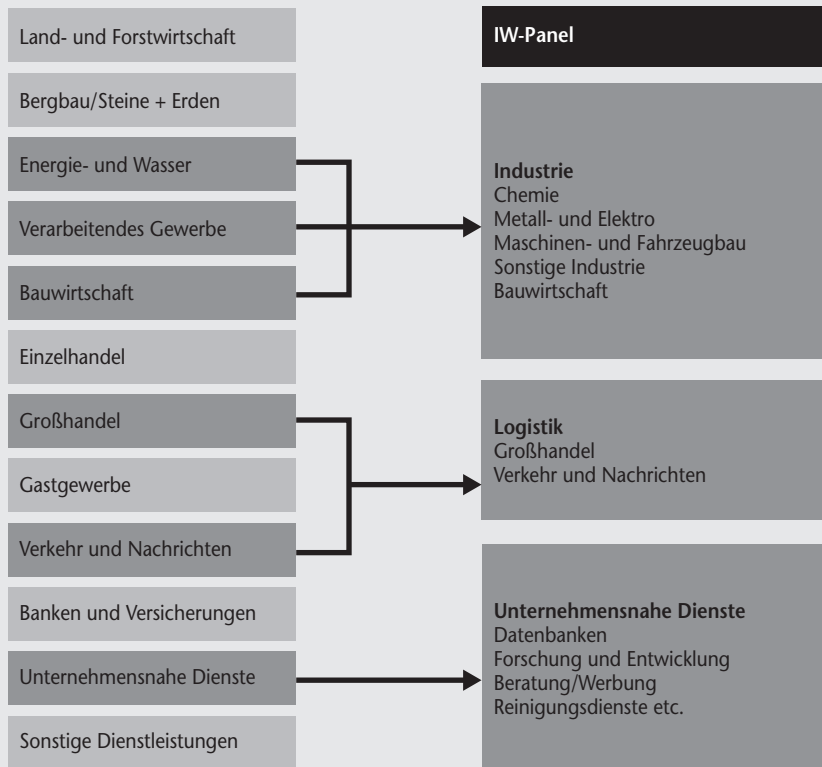 Land- und Forstwirtschaft
Bergbau/Steine + Erden
Energie- und Wasser
Verarbeitendes Gewerbe
Bauwirtschaft
Einzelhandel
Großhandel
Gastgewerbe
Verkehr und Nachrichten
Banken und Versicherungen
Unternehmensnahe Dienste
Sonstige Dienstleistungen
IW-Panel
Industrie
Chemie
Metall- und Elektro
Maschinen- und Fahrzeugbau
Sonstige Industrie
Bauwirtschaft
Logistik
Großhandel
Verkehr und Nachrichten
Unternehmensnahe Dienste
Datenbanken
Forschung und Entwicklung
Beratung/Werbung
Reinigungsdienste etc.